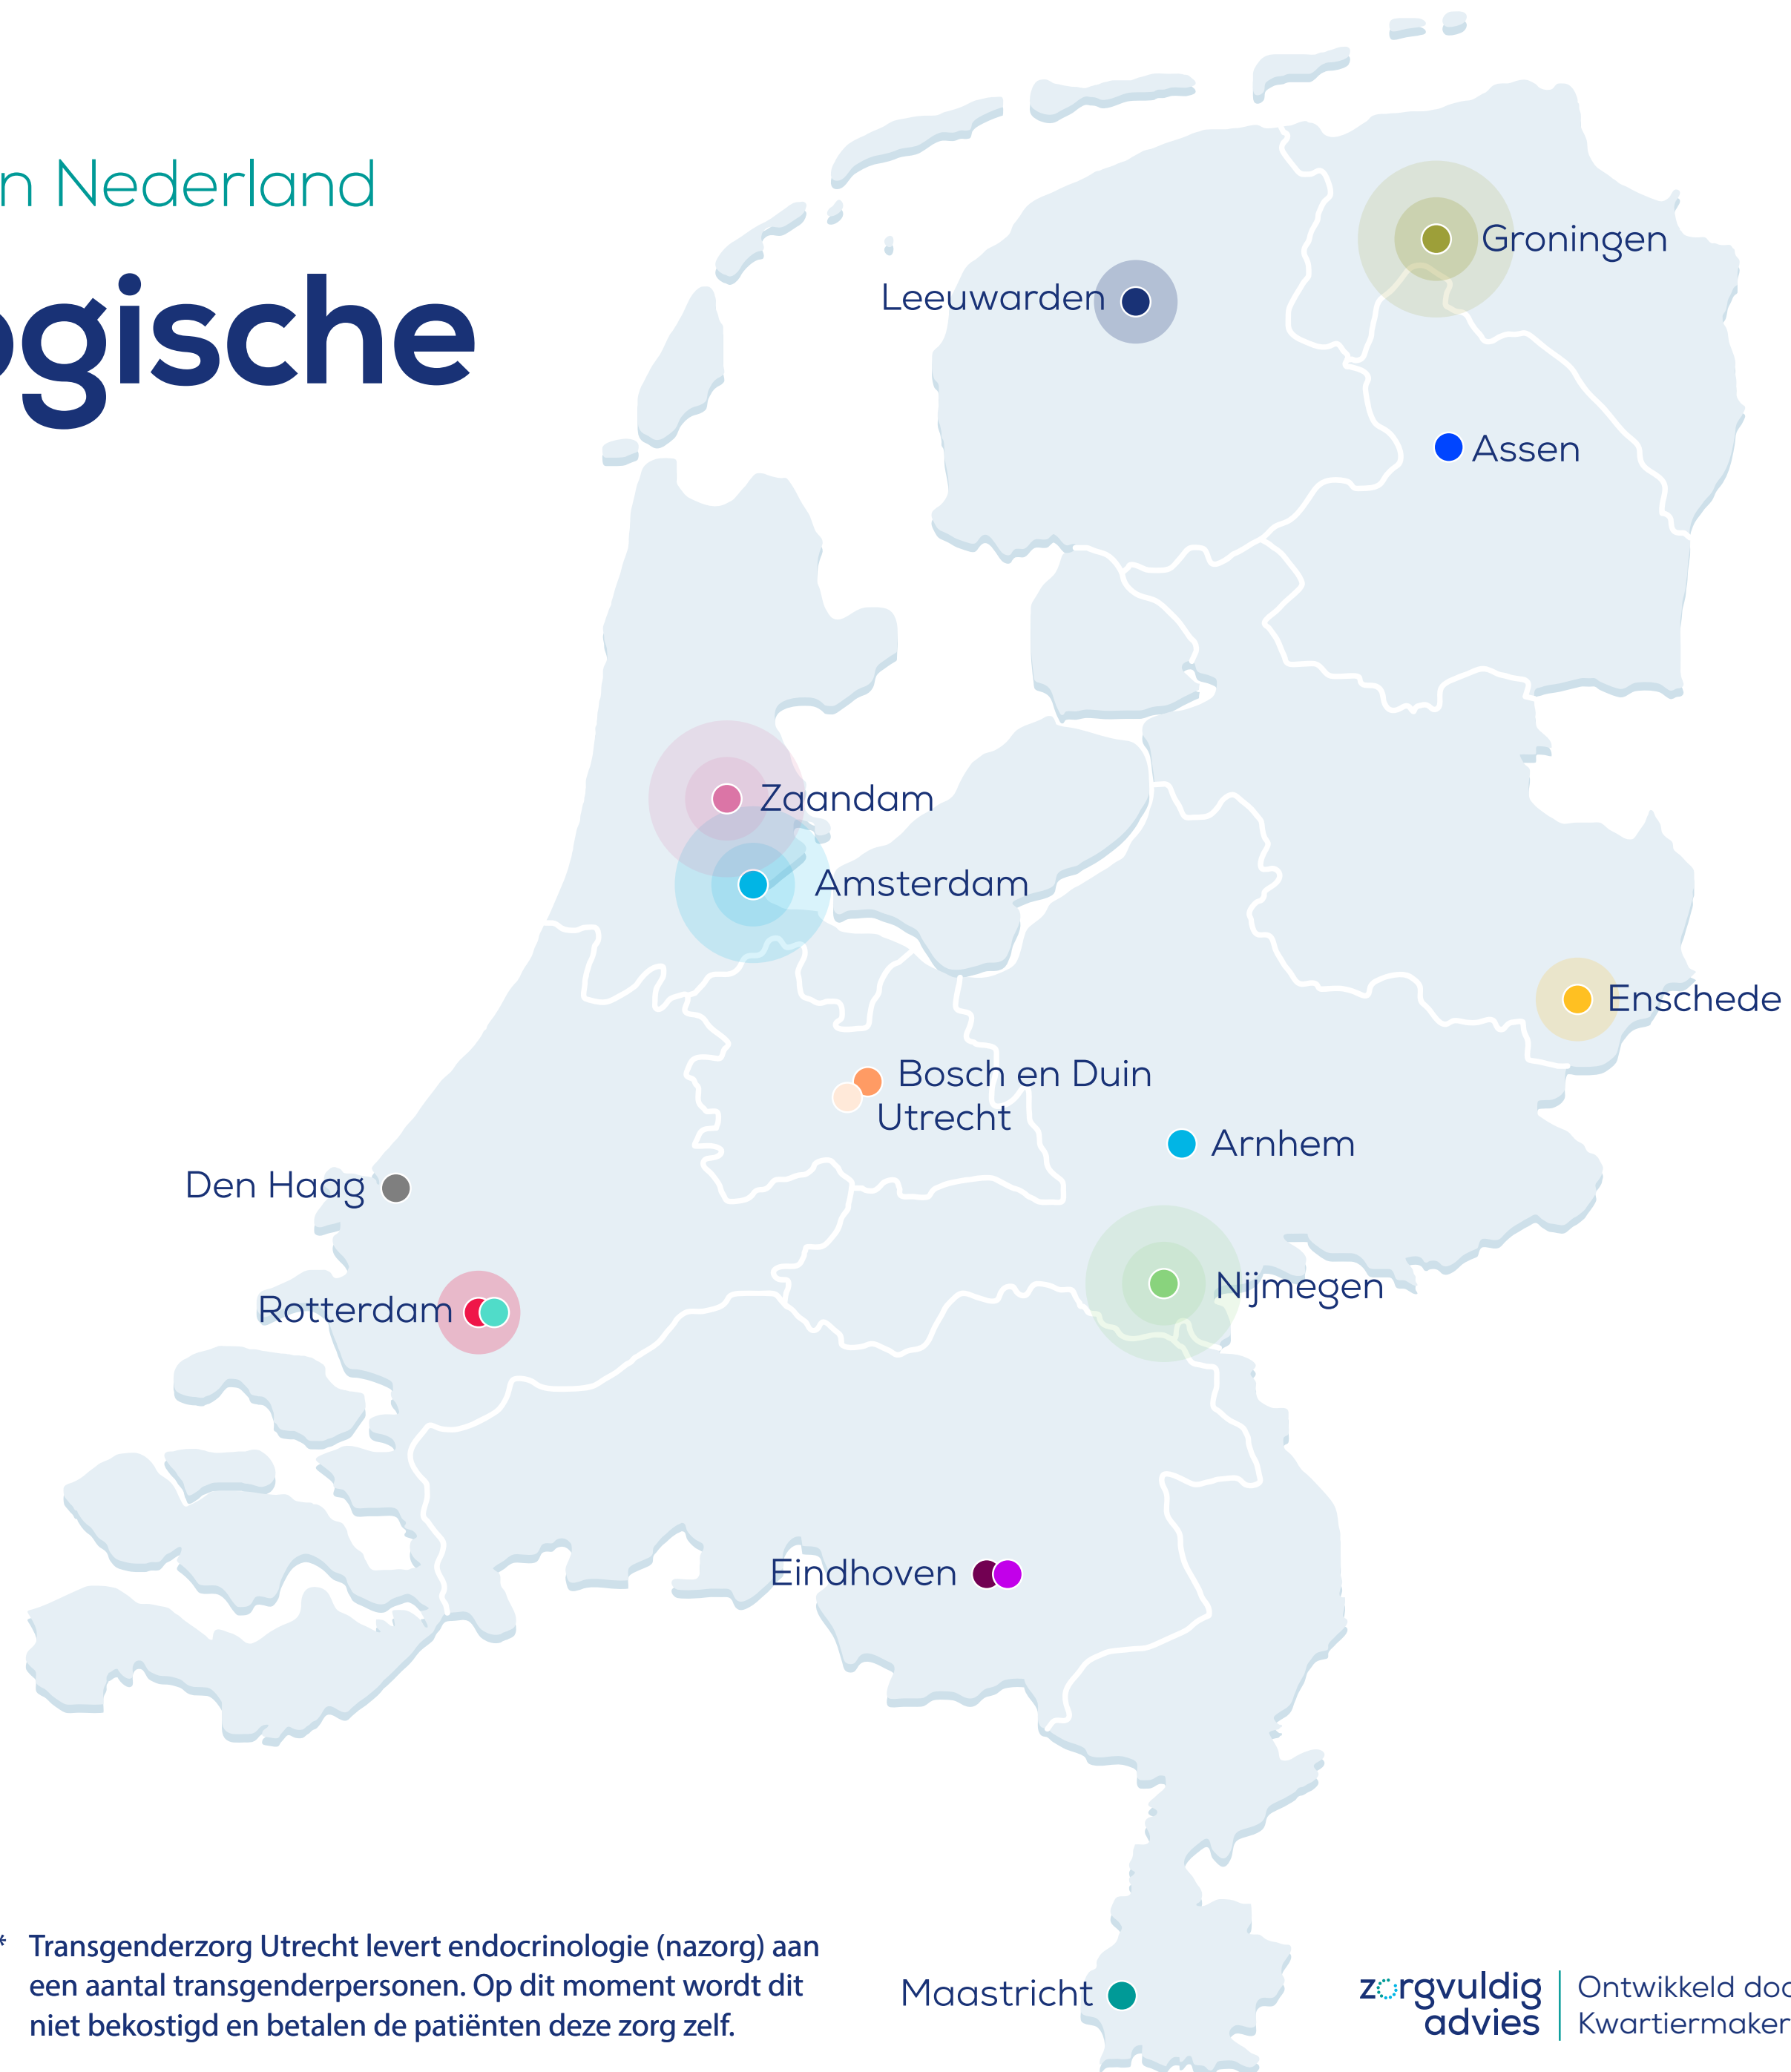 n Nederland
gische
Groningen
Leeuwarden
Assen
Zaandam
Amsterdam
Enschede
Bosch en Duin
Utrecht
Arnhem
Den Haag
Nijmegen
Rotterdam
Eindhoven
* Transgenderzorg Utrecht levert endocrinologie (nazorg) aan
een aantal transgenderpersonen. Op dit moment wordt dit
niet bekostigd en betalen de patiënten deze zorg zelf.
Maastricht
zorgvuldig
advies
Ontwikkeld doo
Kwartiermaker